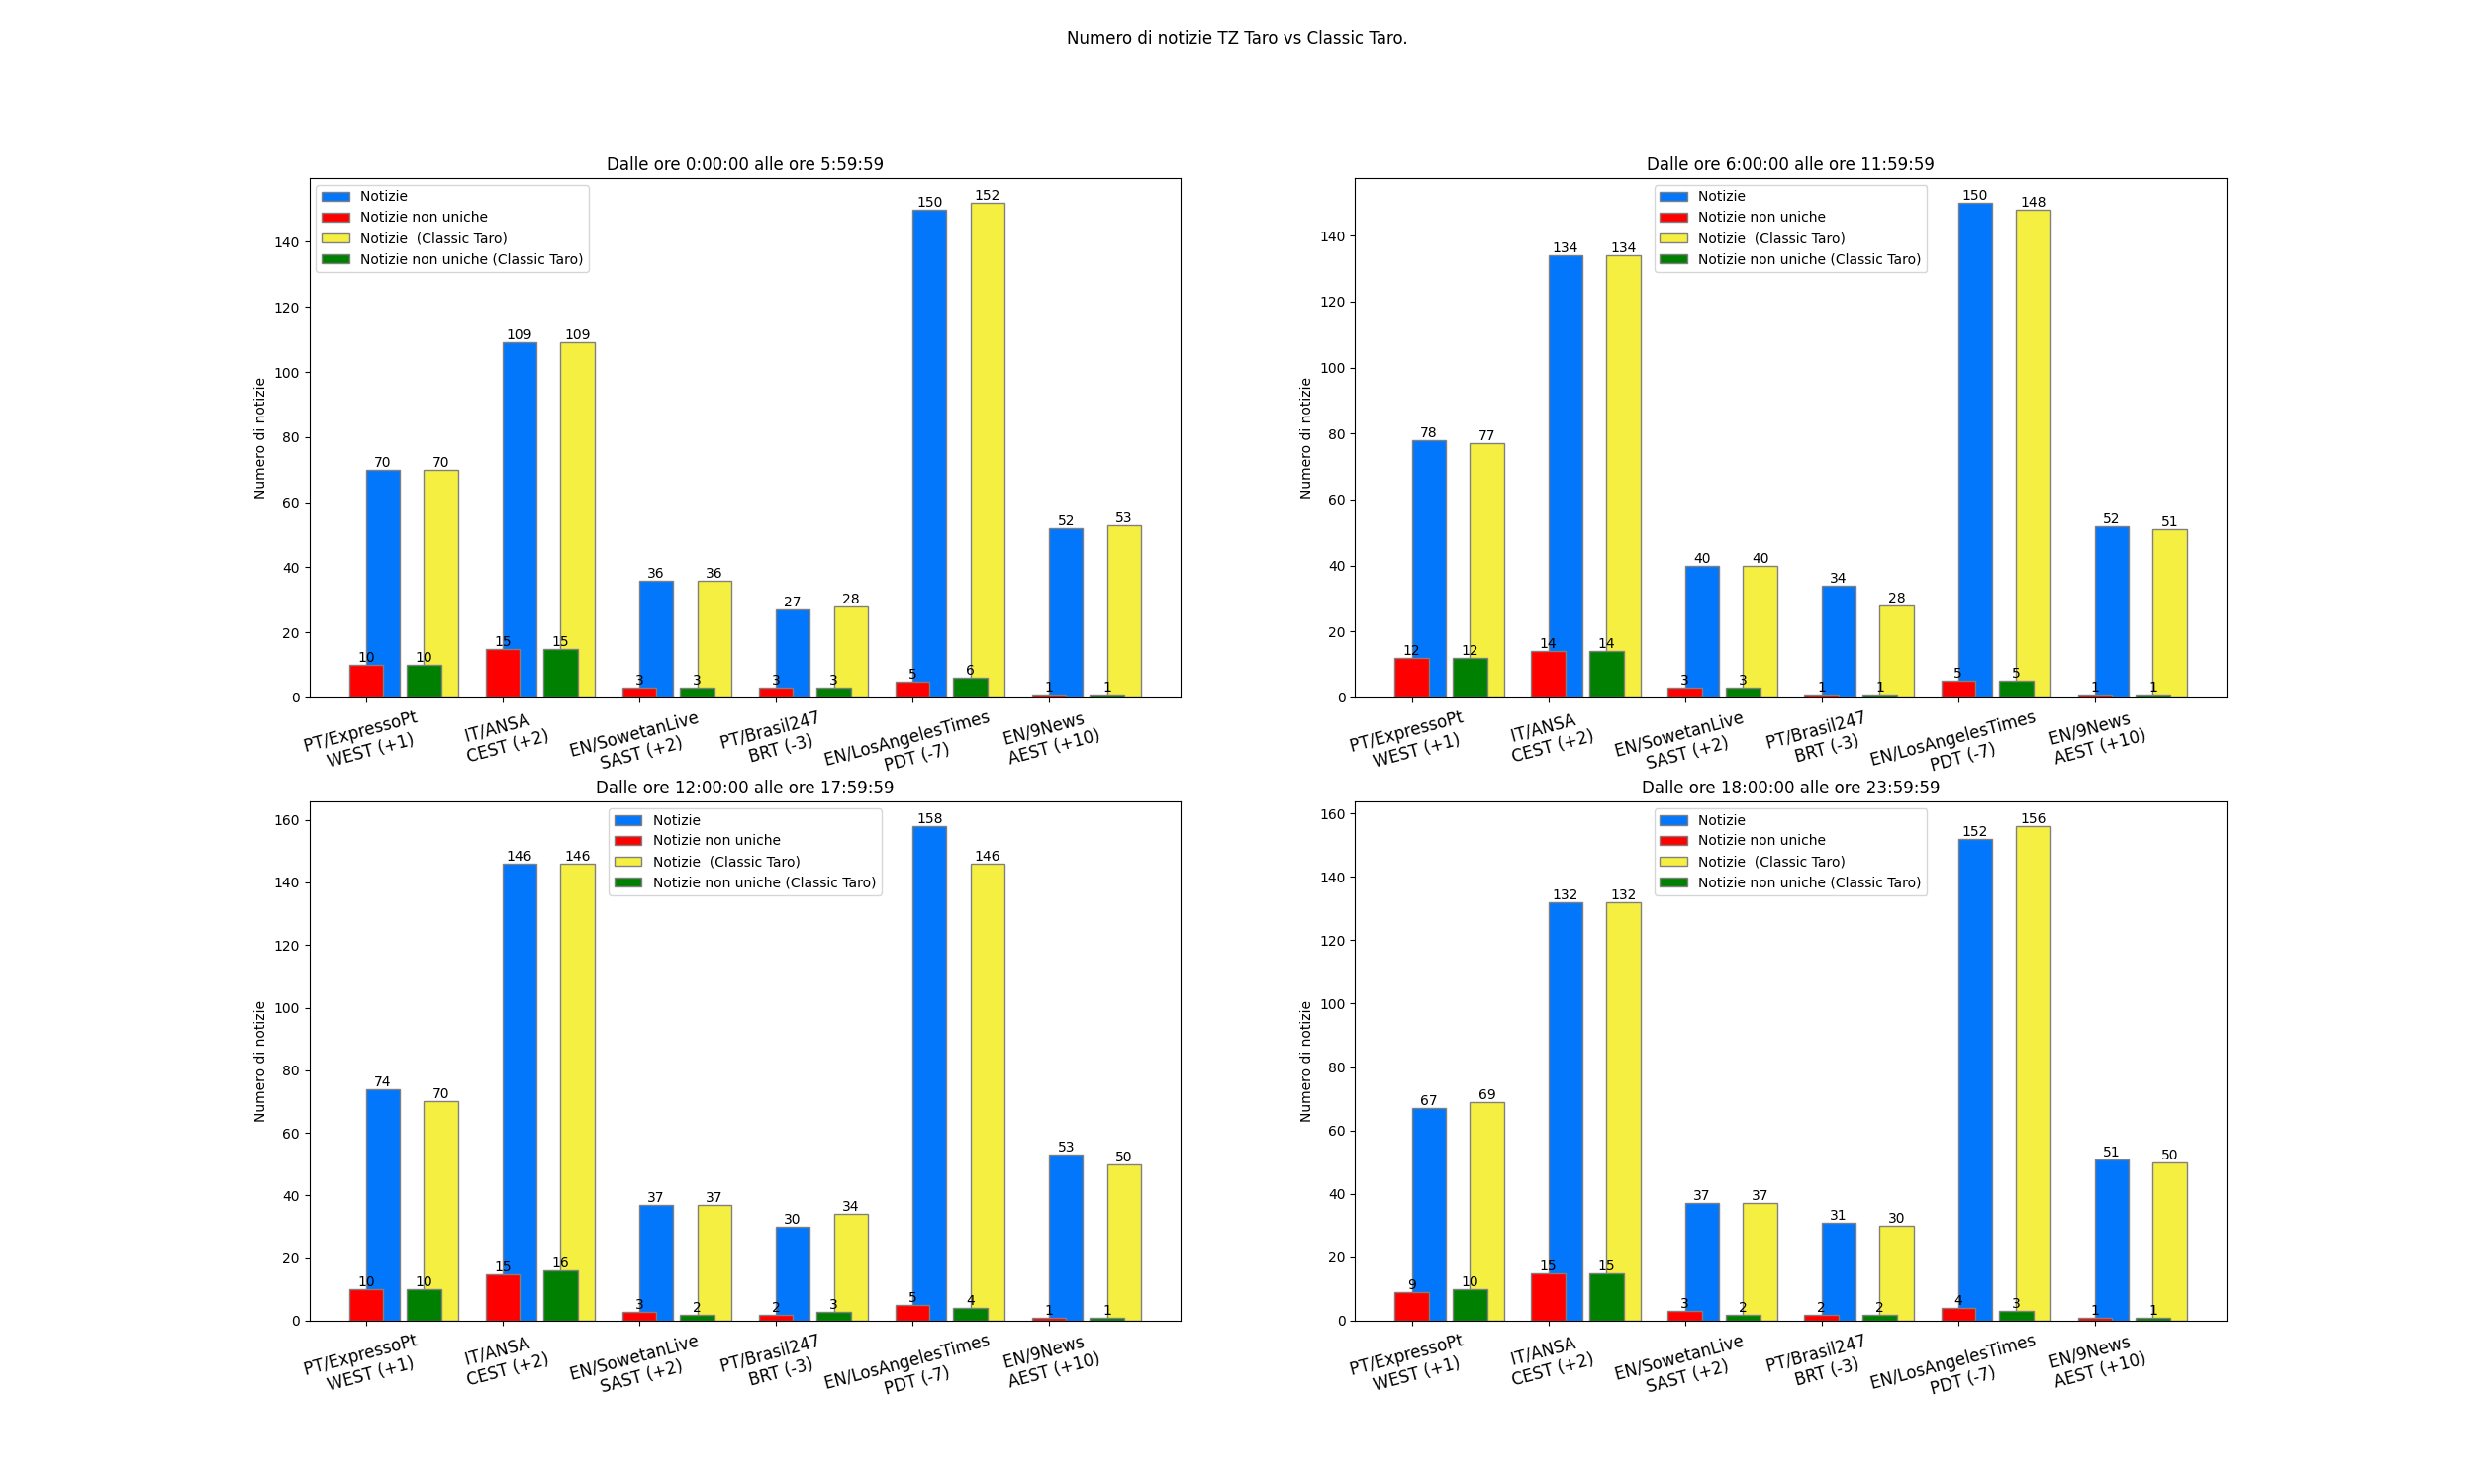 Numero di notizie TZ Taro vs Classic Taro.
Dalle ore 0:00:00 alle ore 5:59:59
Notizie
Notizie non uniche
Notizie  (Classic Taro)
Notizie non uniche (Classic Taro)
Numero di notizie
0
20
40
60
80
100
120
140
70
70
109
109
36
36
27
28
150
152
52
53
10
10
15
15
3
3
3
3
5
6
1
1
PT/ExpressoPt
WEST (+1)
IT/ANSA
CEST (+2)
EN/SowetanLive
SAST (+2)
PT/Brasil247
BRT (-3)
EN/LosAngelesTimes
PDT (-7)
EN/9News
AEST (+10)
Dalle ore 6:00:00 alle ore 11:59:59
Notizie
Notizie non uniche
Notizie  (Classic Taro)
Notizie non uniche (Classic Taro)
Numero di notizie
0
20
40
60
80
100
120
140
78
77
134
134
40
40
34
28
150
148
52
51
12
12
14
14
3
3
1
1
5
5
1
1
PT/ExpressoPt
WEST (+1)
IT/ANSA
CEST (+2)
EN/SowetanLive
SAST (+2)
PT/Brasil247
BRT (-3)
EN/LosAngelesTimes
PDT (-7)
EN/9News
AEST (+10)
Dalle ore 12:00:00 alle ore 17:59:59
Notizie
Notizie non uniche
Notizie  (Classic Taro)
Notizie non uniche (Classic Taro)
Numero di notizie
0
20
40
60
80
100
120
140
160
74
70
146
146
37
37
30
34
158
146
53
50
10
10
15
16
3
2
2
3
5
4
1
1
PT/ExpressoPt
WEST (+1)
IT/ANSA
CEST (+2)
EN/SowetanLive
SAST (+2)
PT/Brasil247
BRT (-3)
EN/LosAngelesTimes
PDT (-7)
EN/9News
AEST (+10)
Dalle ore 18:00:00 alle ore 23:59:59
Notizie
Notizie non uniche
Notizie  (Classic Taro)
Notizie non uniche (Classic Taro)
Numero di notizie
0
20
40
60
80
100
120
140
160
67
69
132
132
37
37
31
30
152
156
51
50
9
10
15
15
3
2
2
2
4
3
1
1
PT/ExpressoPt
WEST (+1)
IT/ANSA
CEST (+2)
EN/SowetanLive
SAST (+2)
PT/Brasil247
BRT (-3)
EN/LosAngelesTimes
PDT (-7)
EN/9News
AEST (+10)